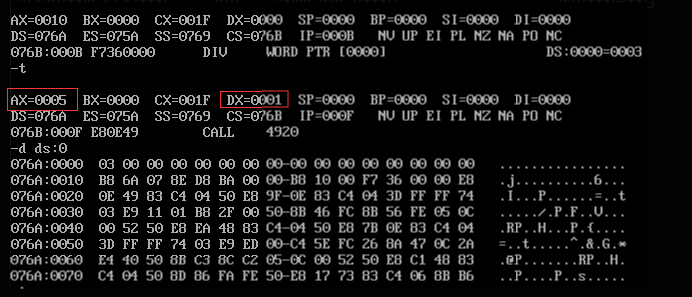 AX=0010  BX=0000  CX=001F  DX=0000  SP=0000  BP=0000  SI=0000  DI=0000
DS=076A  ES=075A  SS=0769  CS=076B  IP=000B   NV UP EI PL NZ NA PO NC
076B:000B F7360000      DIV     WORD PTR [0000]                    DS:0000=0003
-t
AX=0005  BX=0000  CX=001F  DX=0001  SP=0000  BP=0000  SI=0000  DI=0000
DS=076A  ES=075A  SS=0769  CS=076B  IP=000F   NV UP EI PL NZ NA PO NC
076B:000F E80E49        CALL    4920
-d ds:0
076A:0000  03 00 00 00 00 00 00 00-00 00 00 00 00 00 00 00   ................
076A:0010  B8 6A 07 8E D8 BA 00 00-B8 10 00 F7 36 00 00 E8   .j..........6...
076A:0020  0E 49 83 C4 04 50 E8 9F-0E 83 C4 04 3D FF FF 74   .I...P......=..t
076A:0030  03 E9 11 01 B8 2F 00 50-8B 46 FC 8B 56 FE 05 0C   ...../.P.F..V...
076A:0040  00 52 50 E8 EA 48 83 C4-04 50 E8 7B 0E 83 C4 04   .RP..H...P.{....
076A:0050  3D FF FF 74 03 E9 ED 00-C4 5E FC 26 8A 47 0C 2A   =..t.....^.&.G.*
076A:0060  E4 40 50 8B C3 8C C2 05-0C 00 52 50 E8 C1 48 83   .@P.......RP..H.
076A:0070  C4 04 50 8D 86 FA FE 50-E8 17 73 83 C4 06 8B B6   ..P....P..s.....